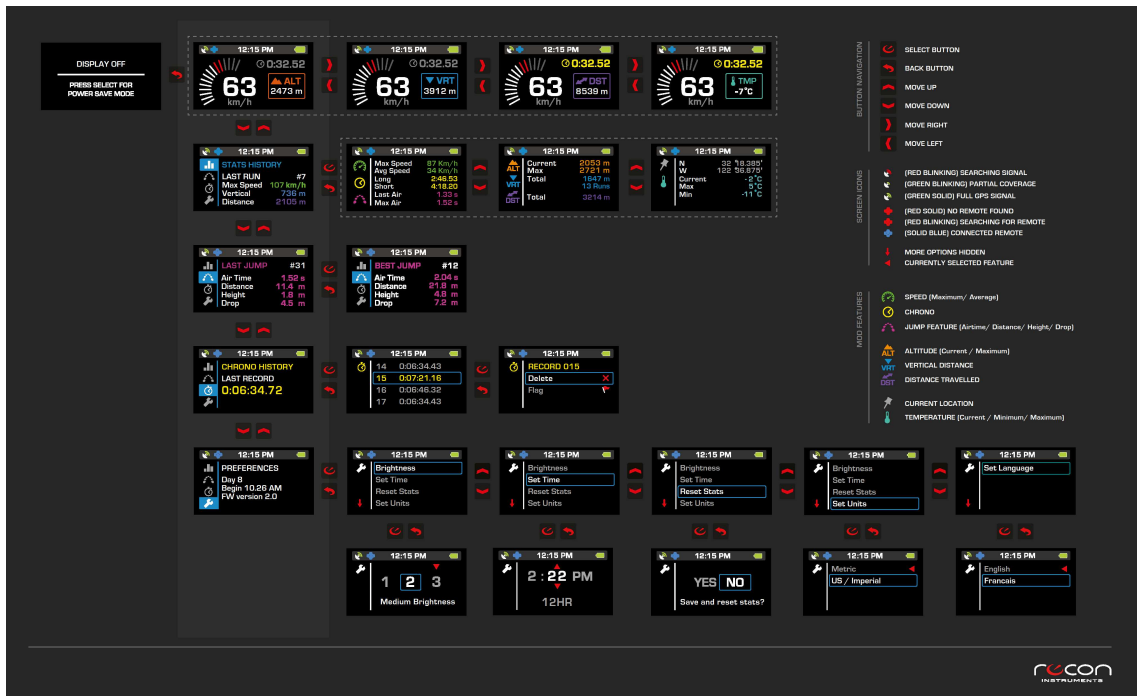 DISPLAY OFF
PRESS SELECT FOR
POWER SAVE MODE
12:15 PM
0:32.52
63
km/h
ALT
2473 m
12:15 PM
0:32.52
63
km/h
VRT
3912 m
12:15 PM
0:32.52
63
km/h
DST
8539 m
12:15 PM
0:32.52
63
km/h
TMP
-7°C
12:15 PM
STATS HISTORY
LAST RUN #7
Max Speed 107 km/h
Vertical 736 m
Distance 2105 m
12:15 PM
Max Speed 87 Km/h
Avg Speed 34 Km/h
Long 2:46.53
Short 4:18.20
Last Air 1.33 s
Max Air 1.52 s
12:15 PM
ALT
Current 2053 m
Max 2721 m
VRT
Total 1847 m
13 Runs
DST
Total 3214 m
12:15 PM
N 32 °18.385'
W 122 °36.875'
Current -2°C
Max 5°C
Min -11°C
12:15 PM
LAST JUMP #31
Air Time 1.52 s
Distance 11.4 m
Height 1.8 m
Drop 4.5 m
12:15 PM
BEST JUMP #12
Air Time 2.04 s
Distance 21.8 m
Height 4.8 m
Drop 7.2 m
12:15 PM
CHRONO HISTORY
LAST RECORD
0:06:34.72
12:15 PM
14 0:06:34.43
15 0:07:21.16
16 0:06:46.32
17 0:06:34.43
12:15 PM
RECORD 015
Delete
Flag
12:15 PM
PREFERENCES
Day 8
Begin 10.26 AM
FW version 2.0
12:15 PM
Brightness
Set Time
Reset Stats
Set Units
12:15 PM
Brightness
Set Time
Reset Stats
Set Units
12:15 PM
Brightness
Set Time
Reset Stats
Set Units
12:15 PM
Brightness
Set Time
Reset Stats
Set Units
12:15 PM
Set Language
12:15 PM
1 2 3
Medium Brightness
12:15 PM
2 : 22 PM
12HR
12:15 PM
YES NO
Save and reset stats?
12:15 PM
Metric
US / Imperial
12:15 PM
English
Francais
BUTTON NAVIGATION
SELECT BUTTON
BACK BUTTON
MOVE UP
MOVE DOWN
MOVE RIGHT
MOVE LEFT
SCREEN ICONS
(RED BLINKING) SEARCHING SIGNAL
(GREEN BLINKING) PARTIAL COVERAGE
(GREEN SOLID) FULL GPS SIGNAL
(RED SOLID) NO REMOTE FOUND
(RED BLINKING) SEARCHING FOR REMOTE
(SOLID BLUE) CONNECTED REMOTE
MORE OPTIONS HIDDEN
CURRENTLY SELECTED FEATURE
MOD FEATURES
SPEED (Maximum/ Average)
CHRONO
JUMP FEATURE (Airtime/ Distance/ Height/ Drop)
ALT
ALTITUDE (Current / Maximum)
VRT
VERTICAL DISTANCE
DST
DISTANCE TRAVELLED
CURRENT LOCATION
TEMPERATURE (Current / Minimum/ Maximum)
recon
INSTRUMENTS